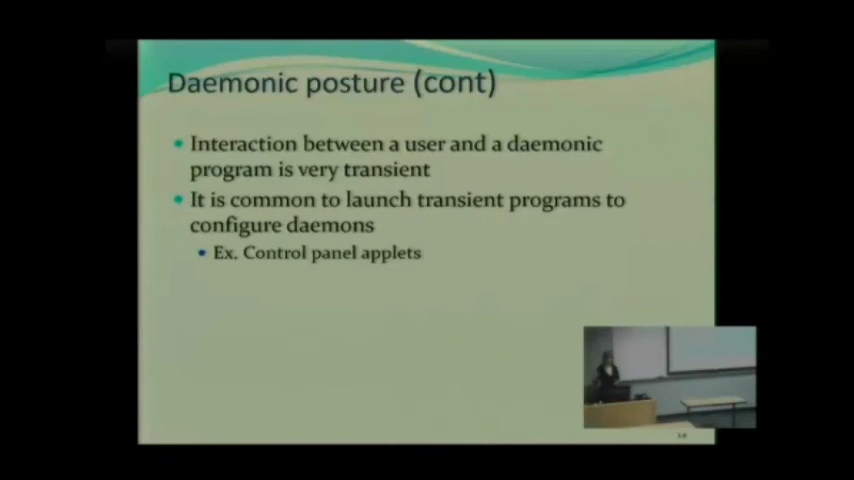 Daemonic posture (cont)
Interaction between a user and a daemonic
program is very transient
It is common to launch transient programs to
configure daemons
Ex. Control panel applets